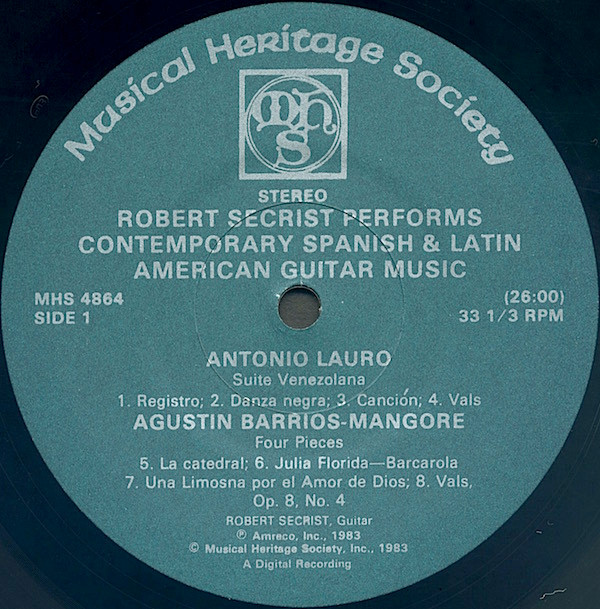 Musical Heritage Society
mhs
STEREO
ROBERT SECRIST PERFORMS
CONTEMPORARY SPANISH & LATIN
AMERICAN GUITAR MUSIC
MHS 4864
SIDE 1
(26:00)
33 1/3 RPM
ANTONIO LAURO
Suite Venezolana
1. Registro; 2. Danza negra; 3. Canción; 4. Vals
AGUSTIN BARRIOS-MANGORE
Four Pieces
5. La catedral; 6. Julia Florida—Barcarola
7. Una Limosna por el Amor de Dios; 8. Vals,
Op. 8, No. 4
ROBERT SECRIST, Guitar
℗ Amreco, Inc., 1983
© Musical Heritage Society, Inc., 1983
A Digital Recording